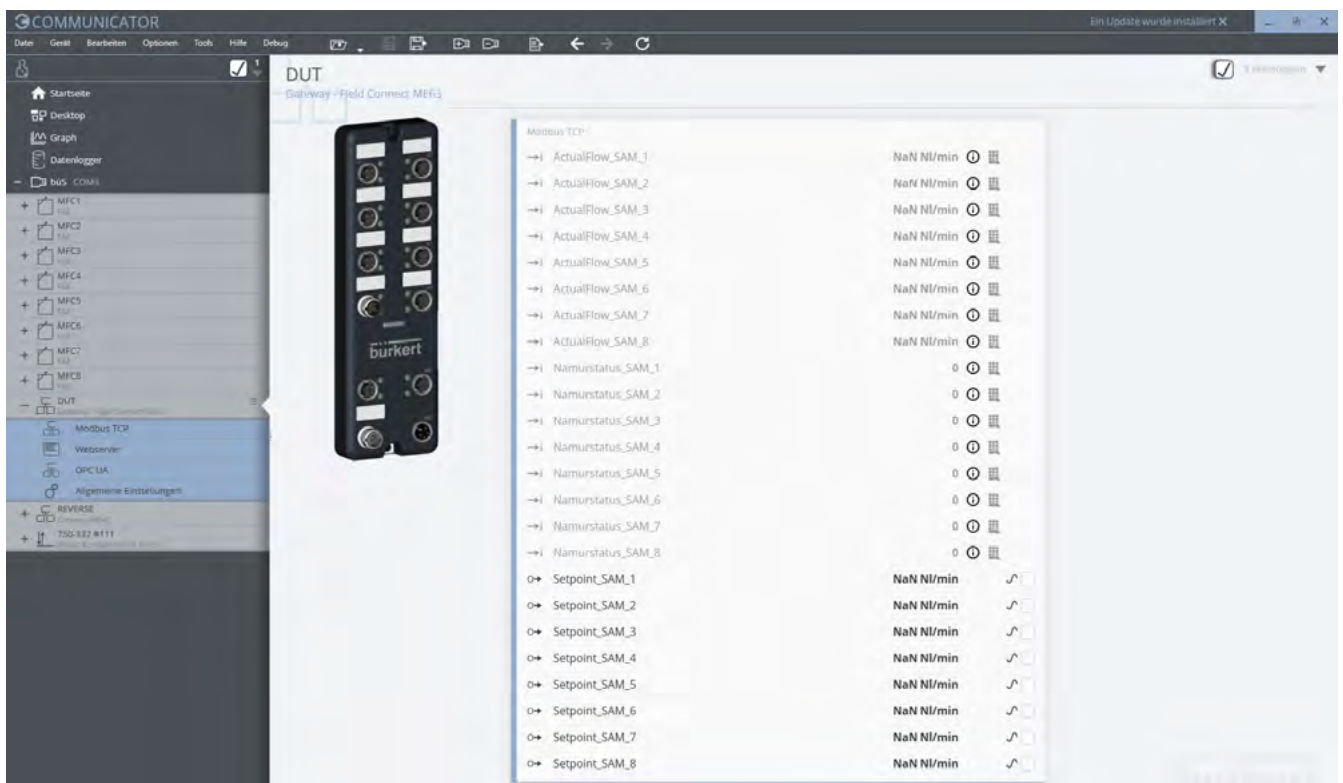 COMMUNICATOR
Ein Update wurde installiert X
Datei Gerät Bearbeiten Optionen Tools Hilfe Debug
1
Startseite
Desktop
Graph
Datenlogger
büS
MFC1
MFC2
MFC3
MFC4
MFC5
MFC6
MFC7
MFC8
DUT
Modbus TCP
Webserver
OPC UA
Allgemeine Einstellungen
REVERSE
DUT
Gateway - Field Connect ME63
burkert
Modbus TCP
ActualFlow_SAM_1 NaN Nl/min
ActualFlow_SAM_2 NaN Nl/min
ActualFlow_SAM_3 NaN Nl/min
ActualFlow_SAM_4 NaN Nl/min
ActualFlow_SAM_5 NaN Nl/min
ActualFlow_SAM_6 NaN Nl/min
ActualFlow_SAM_7 NaN Nl/min
ActualFlow_SAM_8 NaN Nl/min
Namurstatus_SAM_1 0
Namurstatus_SAM_2 0
Namurstatus_SAM_3 0
Namurstatus_SAM_4 0
Namurstatus_SAM_5 0
Namurstatus_SAM_6 0
Namurstatus_SAM_7 0
Namurstatus_SAM_8 0
Setpoint_SAM_1 NaN Nl/min
Setpoint_SAM_2 NaN Nl/min
Setpoint_SAM_3 NaN Nl/min
Setpoint_SAM_4 NaN Nl/min
Setpoint_SAM_5 NaN Nl/min
Setpoint_SAM_6 NaN Nl/min
Setpoint_SAM_7 NaN Nl/min
Setpoint_SAM_8 NaN Nl/min